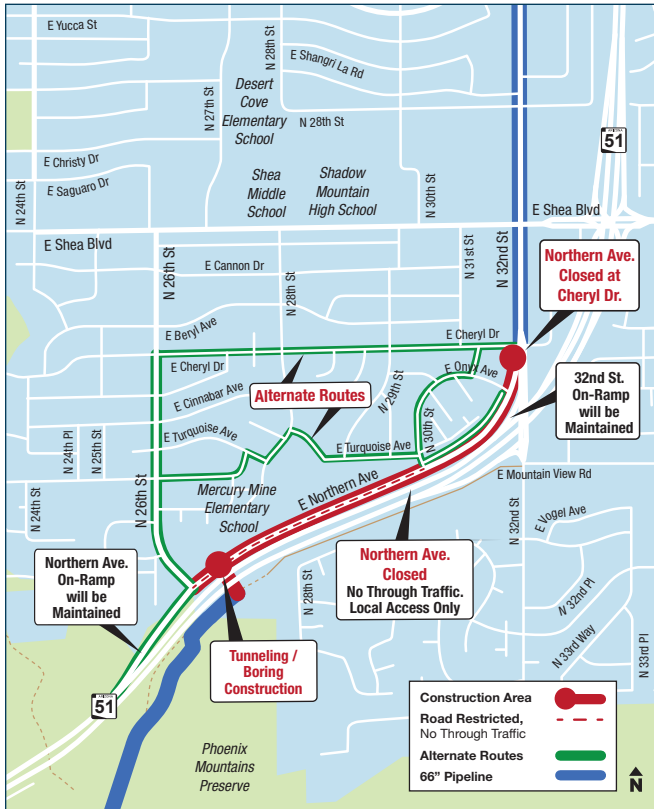 E Yucca St
N 28th St
E Shangri La Rd
N 27th St
Desert
Cove
Elementary
School
N 28th St
ARIZONA
51
N 24th St
E Christy Dr
E Saguaro Dr
Shea
Middle
School
Shadow
Mountain
High School
N 30th St
E Shea Blvd
E Shea Blvd
N 26th St
E Cannon Dr
N 28th St
N 31st St
N 32nd St
Northern Ave.
Closed at
Cheryl Dr.
E Beryl Ave
E Cheryl Dr
E Cheryl Dr
E Onyx Ave
Alternate Routes
N 29th St
32nd St.
On-Ramp
will be
Maintained
E Cinnabar Ave
E Turquoise Ave
N 30th St
E Turquoise Ave
N 24th Pl
N 25th St
N 24th St
N 26th St
Mercury Mine
Elementary
School
E Northern Ave
E Mountain View Rd
N 32nd St
E Vogel Ave
Northern Ave.
On-Ramp
will be
Maintained
Northern Ave.
Closed
No Through Traffic.
Local Access Only
N 28th St
N 32nd Pl
N 33rd Way
N 33rd Pl
Tunneling /
Boring
Construction
ARIZONA
51
Phoenix
Mountains
Preserve
Construction Area
Road Restricted,
No Through Traffic
Alternate Routes
66" Pipeline
N